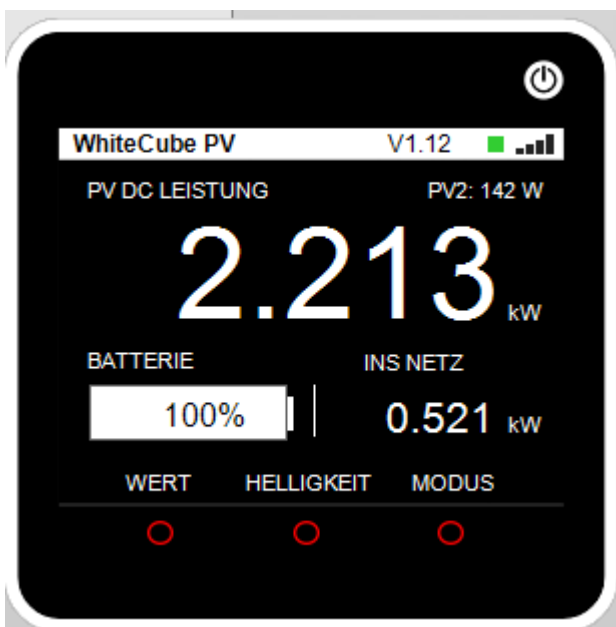 WhiteCube PV V1.12
PV DC LEISTUNG PV2: 142 W
2.213 kW
BATTERIE INS NETZ
100% 0.521 kW
WERT HELLIGKEIT MODUS